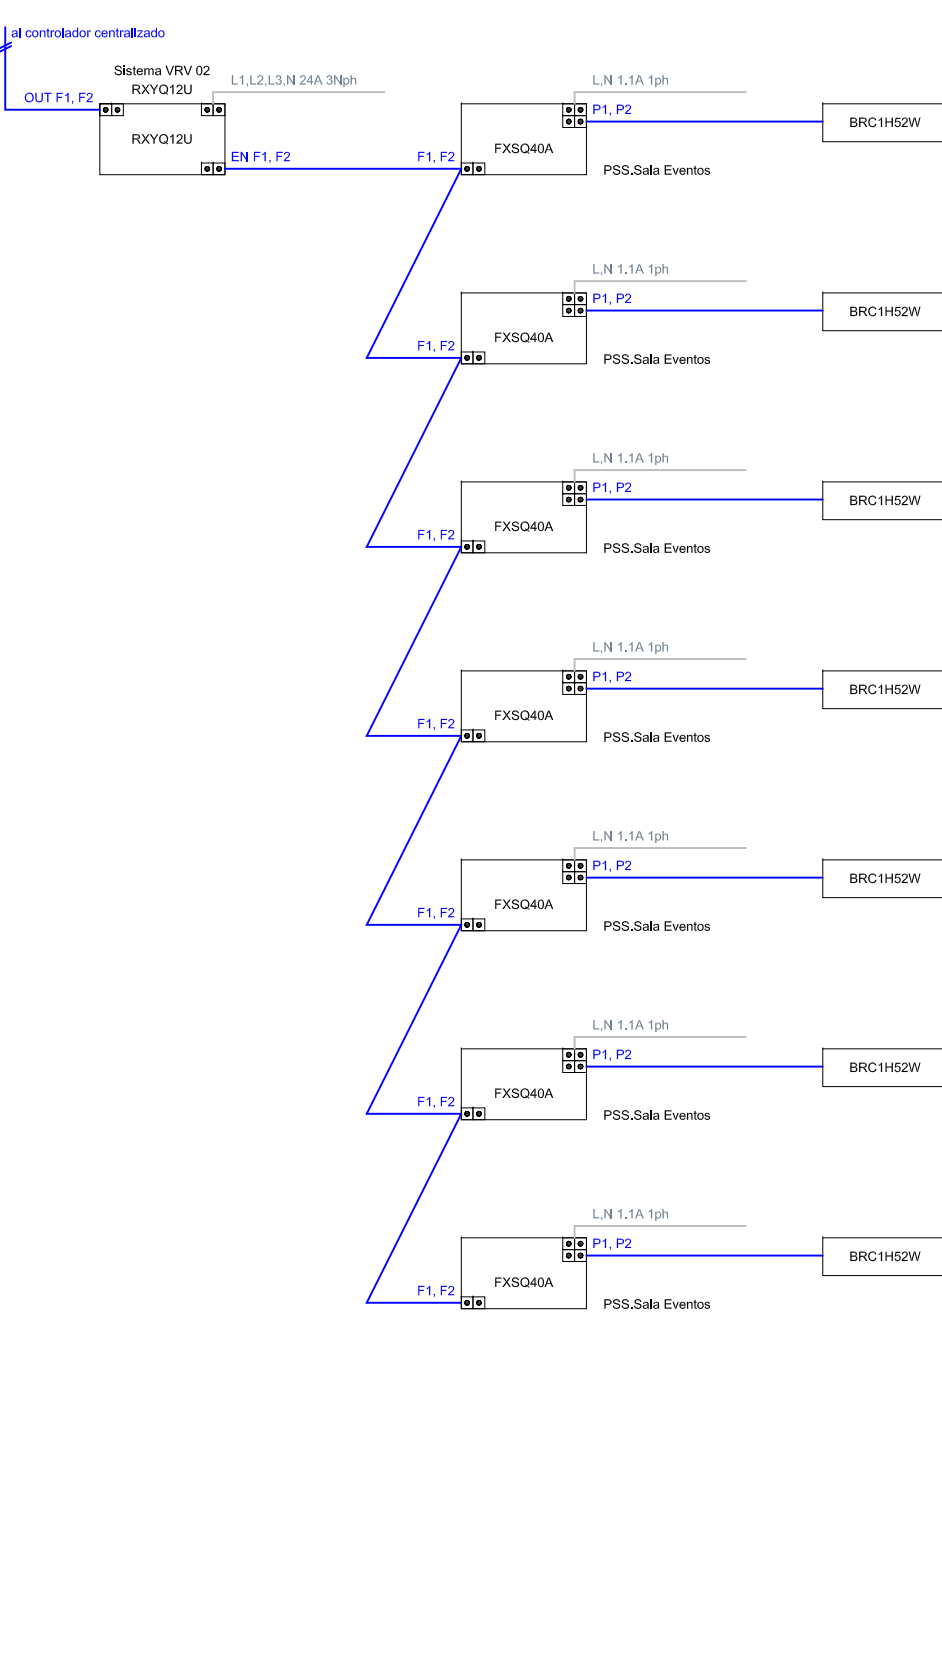 al controlador centralizado
Sistema VRV 02
RXYQ12U
L1,L2,L3,N 24A 3Nph
OUT F1, F2
RXYQ12U
EN F1, F2
L,N 1.1A 1ph
P1, P2
BRC1H52W
FXSQ40A
F1, F2
PSS.Sala Eventos
L,N 1.1A 1ph
P1, P2
BRC1H52W
FXSQ40A
F1, F2
PSS.Sala Eventos
L,N 1.1A 1ph
P1, P2
BRC1H52W
FXSQ40A
F1, F2
PSS.Sala Eventos
L,N 1.1A 1ph
P1, P2
BRC1H52W
FXSQ40A
F1, F2
PSS.Sala Eventos
L,N 1.1A 1ph
P1, P2
BRC1H52W
FXSQ40A
F1, F2
PSS.Sala Eventos
L,N 1.1A 1ph
P1, P2
BRC1H52W
FXSQ40A
F1, F2
PSS.Sala Eventos
L,N 1.1A 1ph
P1, P2
BRC1H52W
FXSQ40A
F1, F2
PSS.Sala Eventos